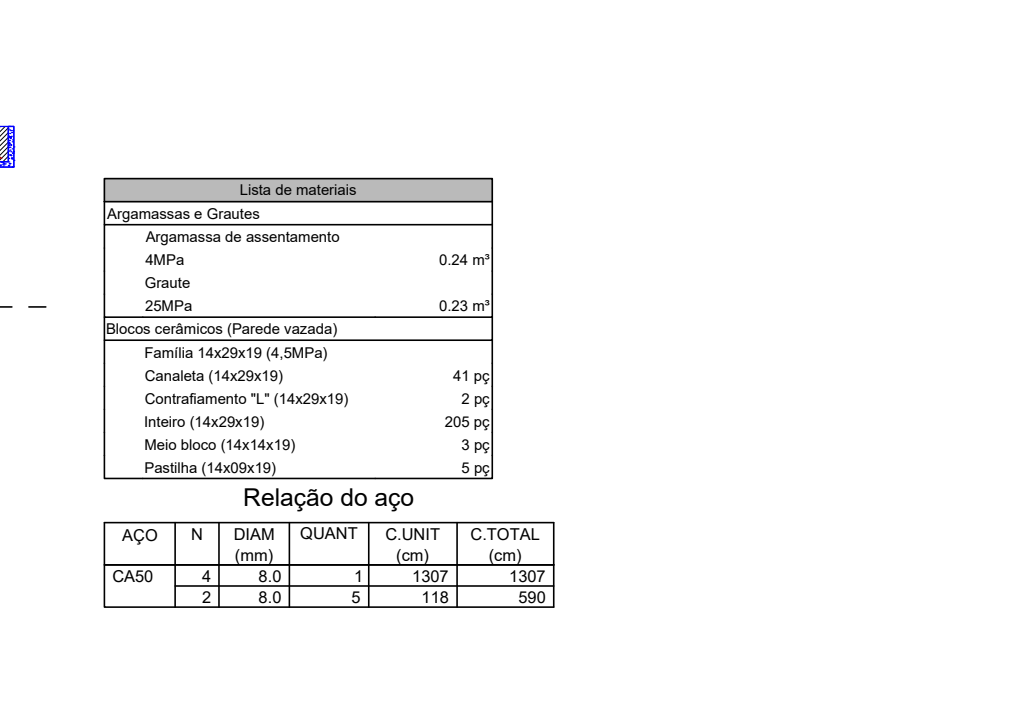 Lista de materiais
Argamassas e Grautes
Argamassa de assentamento
4MPa 0.24 m³
Graute
25MPa 0.23 m³
Blocos cerâmicos (Parede vazada)
Família 14x29x19 (4,5MPa)
Canaleta (14x29x19) 41 pç
Contrafiamento "L" (14x29x19) 2 pç
Inteiro (14x29x19) 205 pç
Meio bloco (14x14x19) 3 pç
Pastilha (14x09x19) 5 pç
Relação do aço
AÇO N DIAM QUANT C.UNIT C.TOTAL
(mm) (cm) (cm)
CA50 4 8.0 1 1307 1307
2 8.0 5 118 590